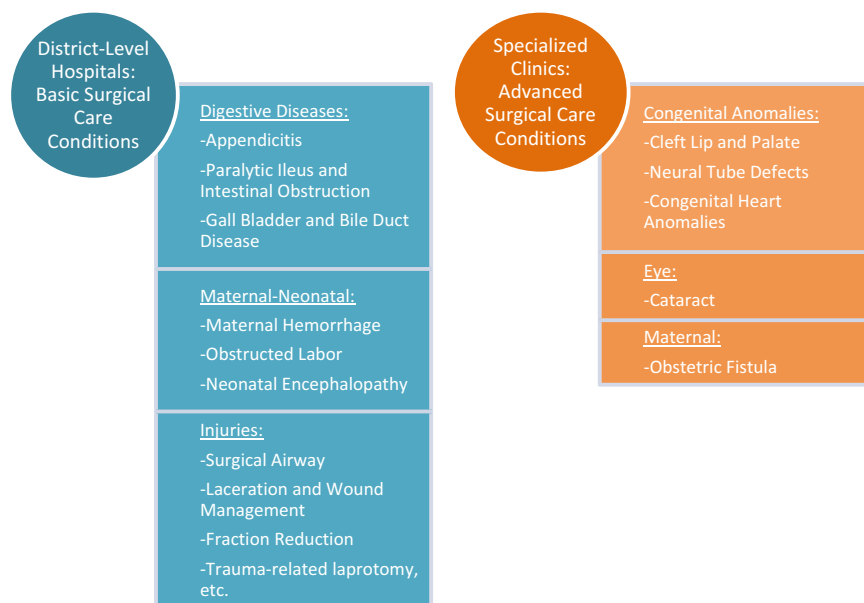 District-Level
Hospitals:
Basic Surgical
Care
Conditions
Digestive Diseases:
-Appendicitis
-Paralytic Ileus and
Intestinal Obstruction
-Gall Bladder and Bile Duct
Disease
Maternal-Neonatal:
-Maternal Hemorrhage
-Obstructed Labor
-Neonatal Encephalopathy
Injuries:
-Surgical Airway
-Laceration and Wound
Management
-Fraction Reduction
-Trauma-related laprotomy,
etc.
Specialized
Clinics:
Advanced
Surgical Care
Conditions
Congenital Anomalies:
-Cleft Lip and Palate
-Neural Tube Defects
-Congenital Heart
Anomalies
Eye:
-Cataract
Maternal:
-Obstetric Fistula